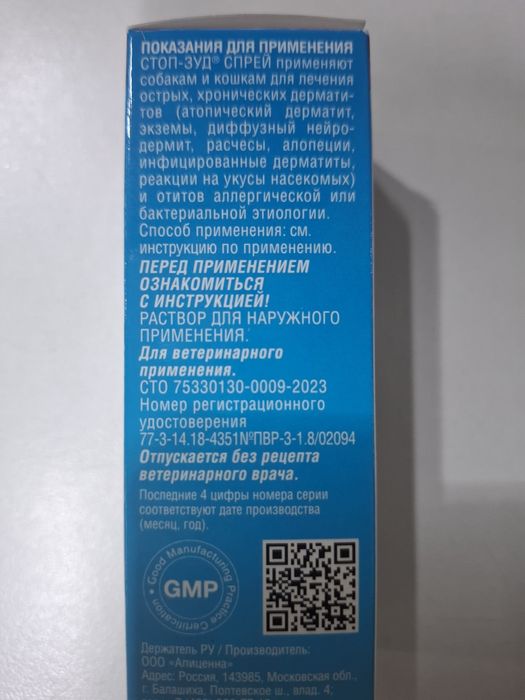 ПОКАЗАНИЯ ДЛЯ ПРИМЕНЕНИЯ
СТОП-ЗУД® СПРЕЙ применяют
собакам и кошкам для лечения
острых, хронических дермати-
тов (атопический дерматит,
экземы, диффузный нейро-
дермит, расчесы, алопеции,
инфицированные дерматиты,
реакции на укусы насекомых)
и отитов аллергической или
бактериальной этиологии.
Способ применения: см.
инструкцию по применению.
ПЕРЕД ПРИМЕНЕНИЕМ
ОЗНАКОМИТЬСЯ
С ИНСТРУКЦИЕЙ!
РАСТВОР ДЛЯ НАРУЖНОГО
ПРИМЕНЕНИЯ.
Для ветеринарного
применения.
СТО 75330130-0009-2023
Номер регистрационного
удостоверения
77-3-14.18-4351№ПВР-3-1.8/02094
Отпускается без рецепта
ветеринарного врача.
Последние 4 цифры номера серии
соответствуют дате производства
(месяц, год).
Good Manufacturing Practice Certification
GMP
Держатель РУ / Производитель:
ООО «Алиценна»
Адрес: Россия, 143985, Московская обл.,
г. Балашиха, Полтевское ш., влад. 4;